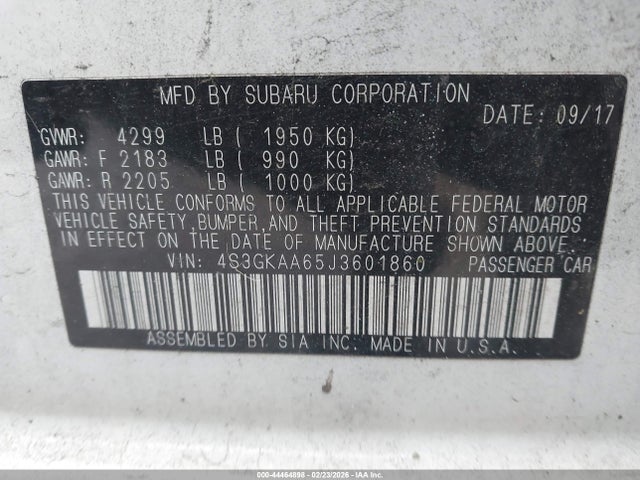 MFD BY SUBARU CORPORATION
DATE: 09/17
GVWR: 4299 LB ( 1950 KG)
GAWR: F 2183 LB ( 990 KG)
GAWR: R 2205 LB ( 1000 KG)
THIS VEHICLE CONFORMS TO ALL APPLICABLE FEDERAL MOTOR
VEHICLE SAFETY, BUMPER, AND THEFT PREVENTION STANDARDS
IN EFFECT ON THE DATE OF MANUFACTURE SHOWN ABOVE.
VIN: 4S3GKAA65J3601860 PASSENGER CAR
ASSEMBLED BY SIA INC. MADE IN U.S.A.
000-44464898 - 02/23/2026 - IAA Inc.